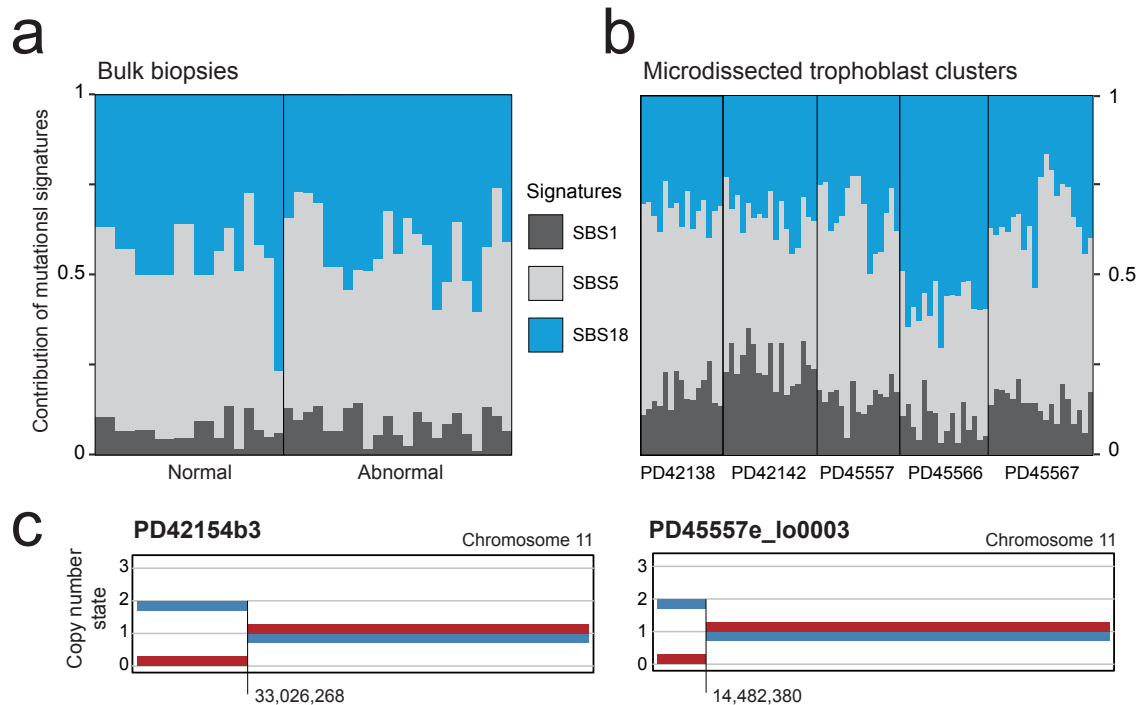 a
Bulk biopsies
1
0.5
0
Contribution of mutationsl signatures
Normal
Abnormal
Signatures
SBS1
SBS5
SBS18
b
Microdissected trophoblast clusters
1
0.5
0
PD42138
PD42142
PD45557
PD45566
PD45567
c
PD42154b3
Chromosome 11
Copy number
state
3
2
1
0
33,026,268
PD45557e_lo0003
Chromosome 11
3
2
1
0
14,482,380